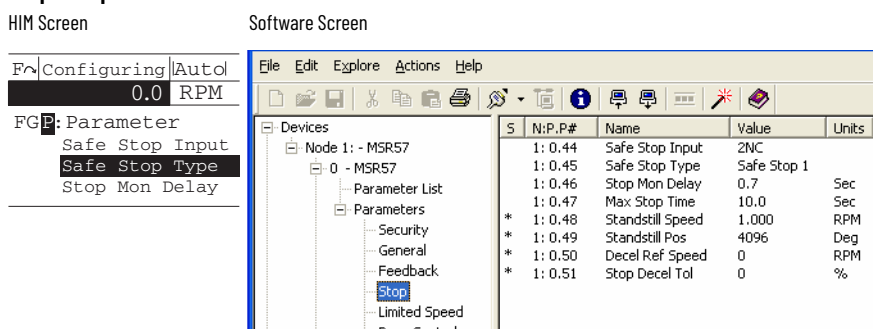 HIM Screen
Software Screen
F Configuring Auto
0.0 RPM
FGP: Parameter
Safe Stop Input
Safe Stop Type
Stop Mon Delay
File Edit Explore Actions Help
Devices
Node 1: - MSR57
0 - MSR57
Parameter List
Parameters
Security
General
Feedback
Stop
Limited Speed
S N:P.P# Name Value Units
1: 0.44 Safe Stop Input 2NC
1: 0.45 Safe Stop Type Safe Stop 1
1: 0.46 Stop Mon Delay 0.7 Sec
1: 0.47 Max Stop Time 10.0 Sec
* 1: 0.48 Standstill Speed 1.000 RPM
* 1: 0.49 Standstill Pos 4096 Deg
* 1: 0.50 Decel Ref Speed 0 RPM
* 1: 0.51 Stop Decel Tol 0 %